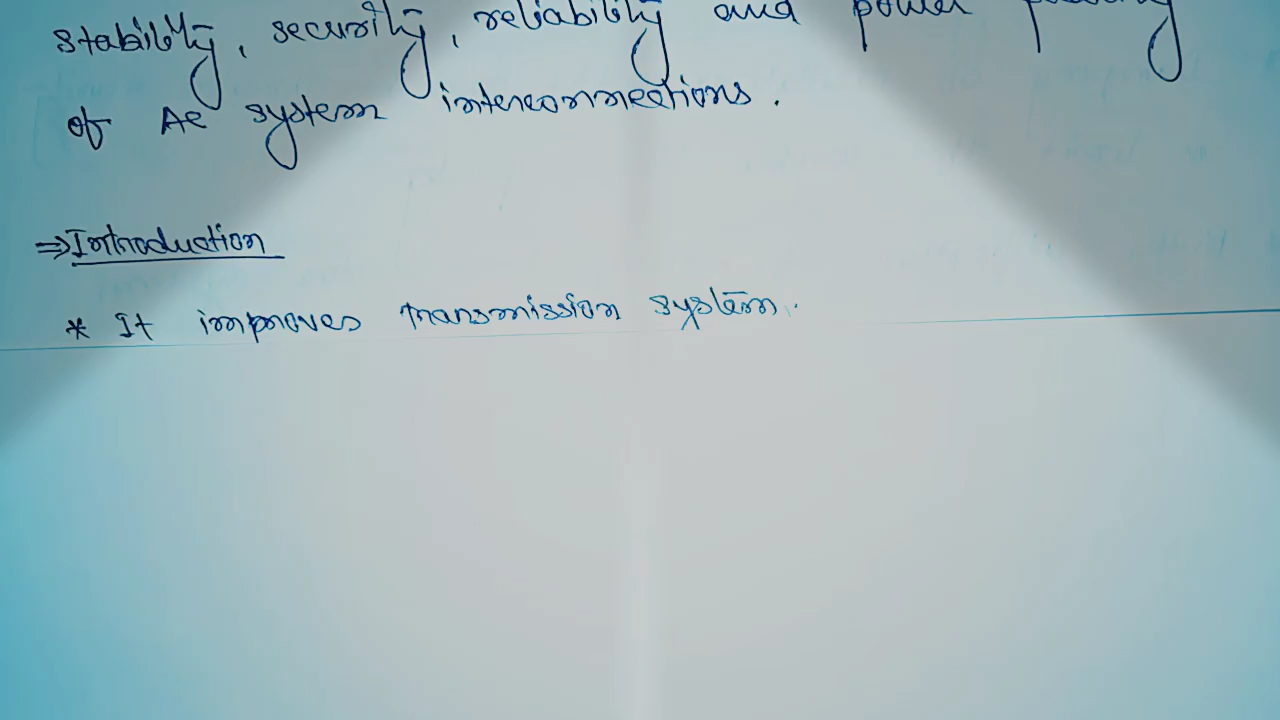 stability, security, reliability and power
of AC system interconnections.
⇒ Introduction
* It improves transmission system.